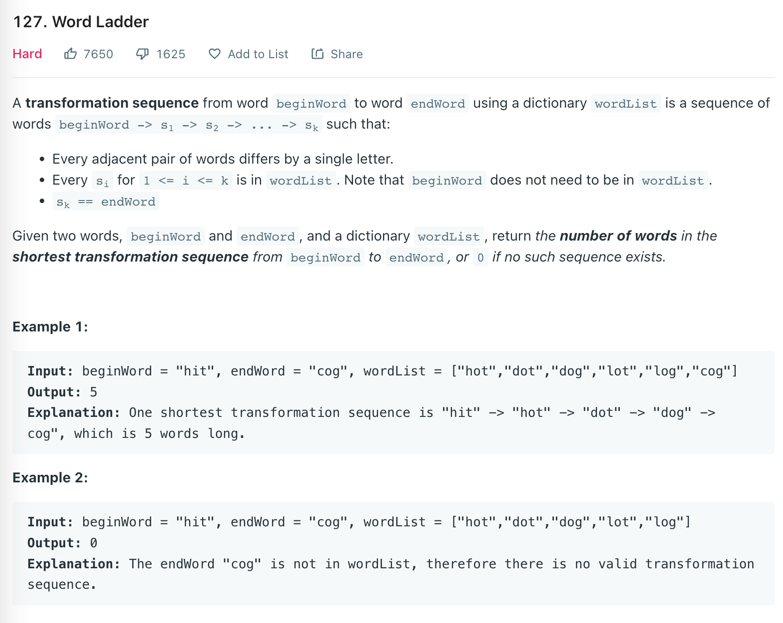 127. Word Ladder
Hard 7650 1625 Add to List Share
A transformation sequence from word beginWord to word endWord using a dictionary wordList is a sequence of
words beginWord -> s₁ -> s₂ -> ... -> sₖ such that:
• Every adjacent pair of words differs by a single letter.
• Every sᵢ for 1 <= i <= k is in wordList . Note that beginWord does not need to be in wordList .
• sₖ == endWord
Given two words, beginWord and endWord , and a dictionary wordList , return the number of words in the
shortest transformation sequence from beginWord to endWord , or 0 if no such sequence exists.
Example 1:
Input: beginWord = "hit", endWord = "cog", wordList = ["hot","dot","dog","lot","log","cog"]
Output: 5
Explanation: One shortest transformation sequence is "hit" -> "hot" -> "dot" -> "dog" ->
cog", which is 5 words long.
Example 2:
Input: beginWord = "hit", endWord = "cog", wordList = ["hot","dot","dog","lot","log"]
Output: 0
Explanation: The endWord "cog" is not in wordList, therefore there is no valid transformation
sequence.